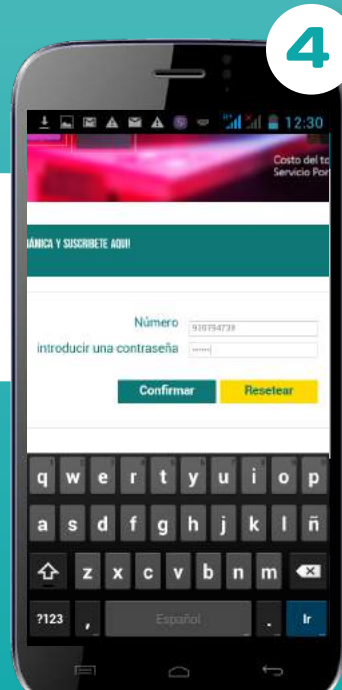 4
12:30
Costo del to
Servicio Por
ÁNICA Y SUSCRIBETE AQUI!
Número
introducir una contraseña
Confirmar Resetear
q w e r t y u i o p
a s d f g h j k l ñ
z x c v b n m
?123 , Español . Ir